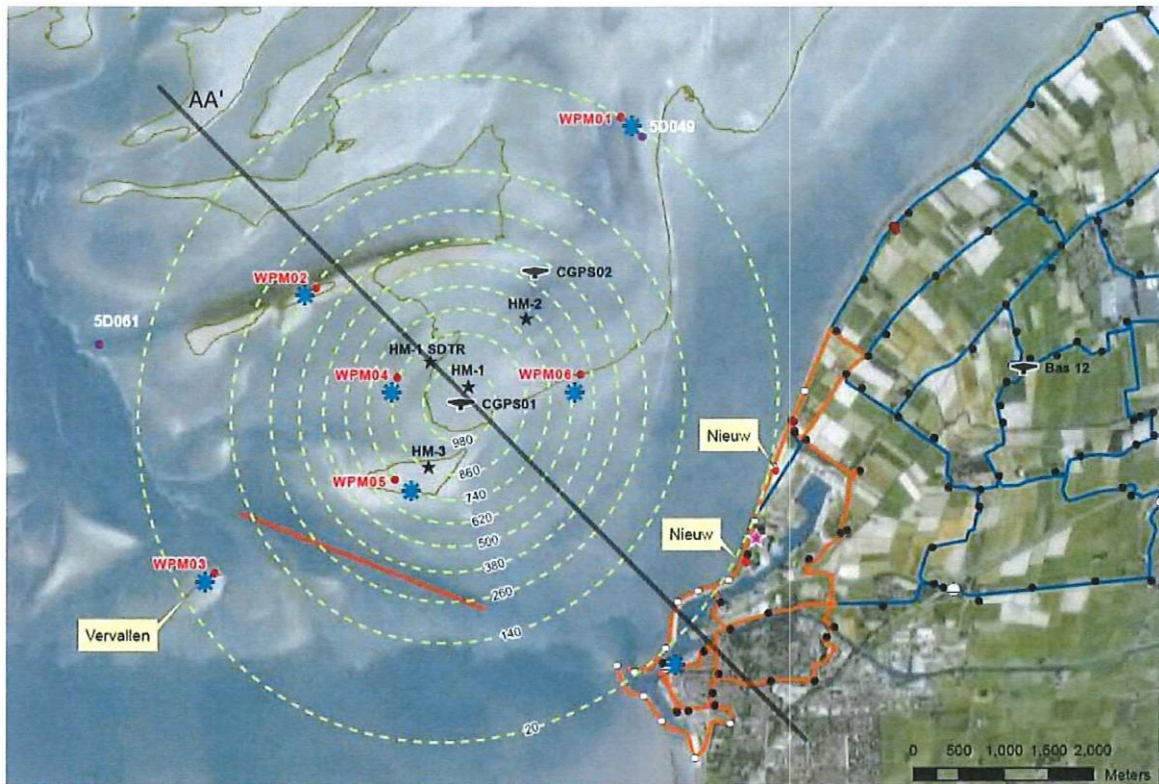 AA'
WPM01
5D049
CGPS02
WPM02
HM-2
5D061
HM-1 SDTR
WPM04
HM-1
WPM06
CGPS01
Bas 12
Nieuw
980
HM-3
860
WPM05
740
620
500
Nieuw
380
WPM03
260
140
Vervallen
20
0 500 1,000 1,500 2,000
Meters